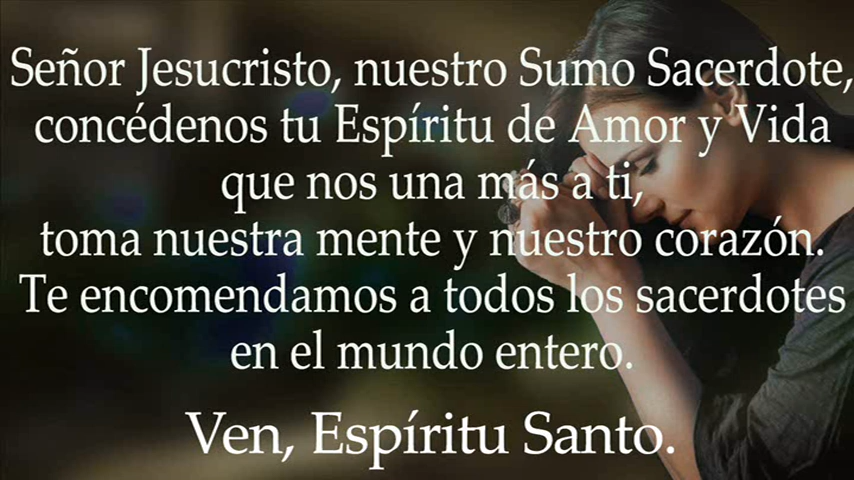 Señor Jesucristo, nuestro Sumo Sacerdote,
concédenos tu Espíritu de Amor y Vida
que nos una más a ti,
toma nuestra mente y nuestro corazón.
Te encomendamos a todos los sacerdotes
en el mundo entero.
Ven, Espíritu Santo.